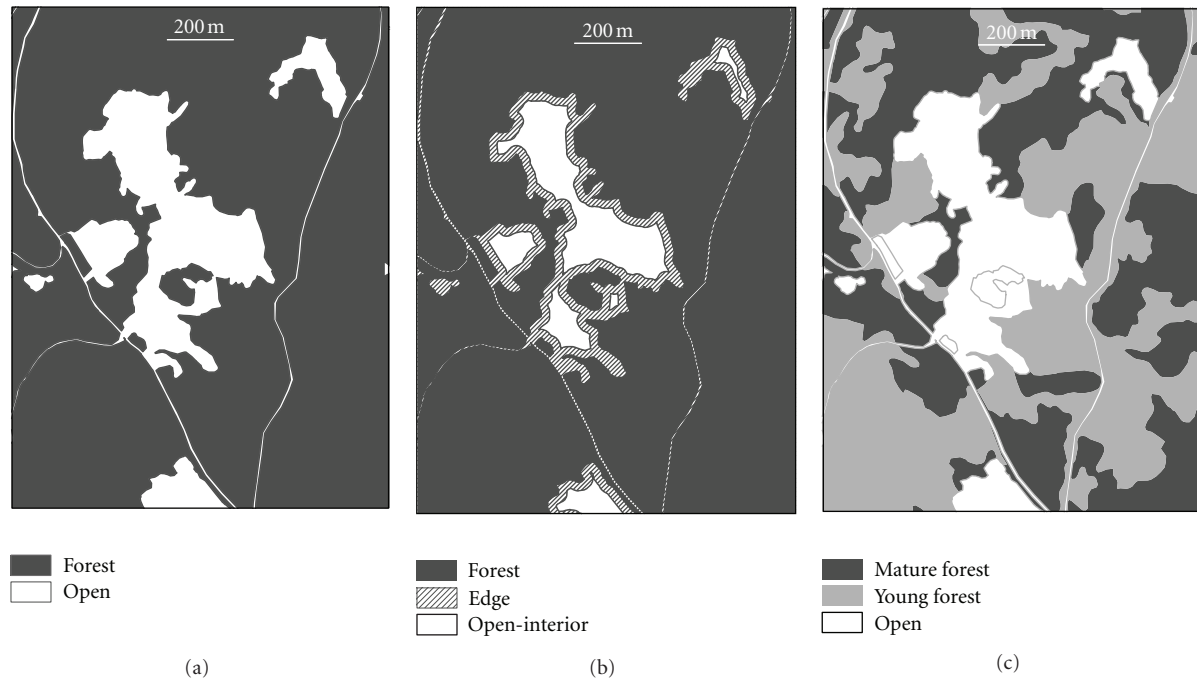 200 m
200 m
200 m
Forest
Open
(a)
Forest
Edge
Open-interior
(b)
Mature forest
Young forest
Open
(c)